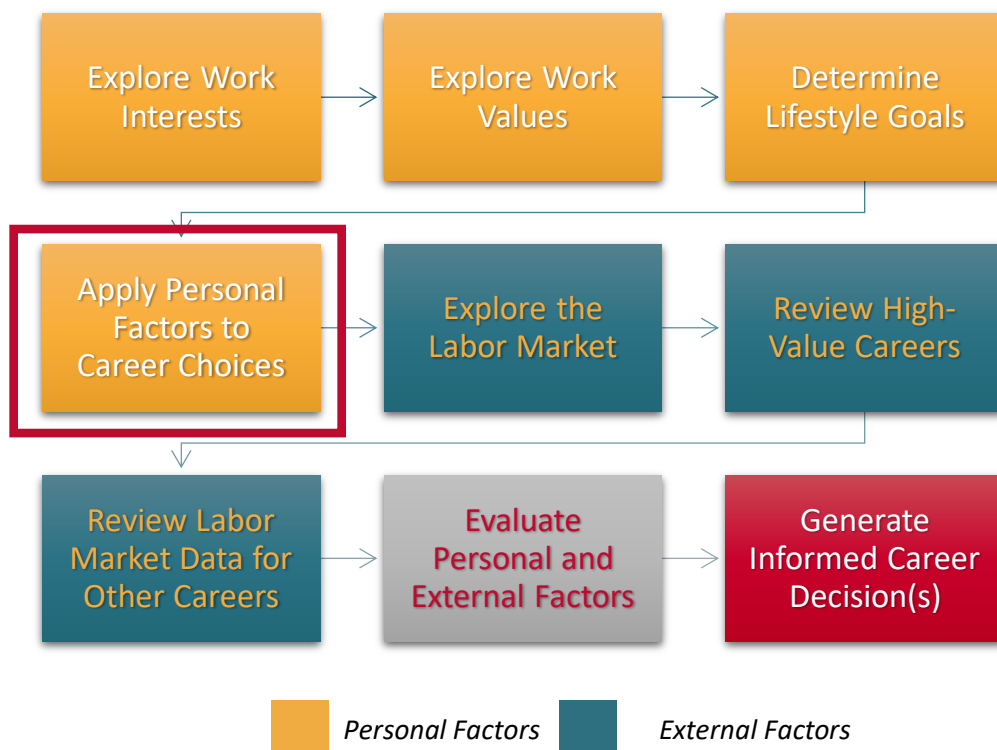 Explore Work
Interests
Explore Work
Values
Determine
Lifestyle Goals
Apply Personal
Factors to
Career Choices
Explore the
Labor Market
Review High-
Value Careers
Review Labor
Market Data for
Other Careers
Evaluate
Personal and
External Factors
Generate
Informed Career
Decision(s)
Personal Factors
External Factors